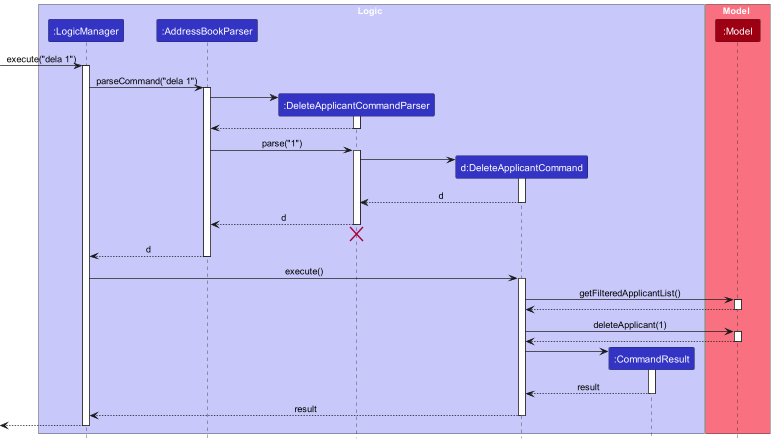 Logic
Model
:LogicManager
:AddressBookParser
:Model
execute("dela 1")
parseCommand("dela 1")
:DeleteApplicantCommandParser
parse("1")
d:DeleteApplicantCommand
d
d
d
execute()
getFilteredApplicantList()
deleteApplicant(1)
:CommandResult
result
result